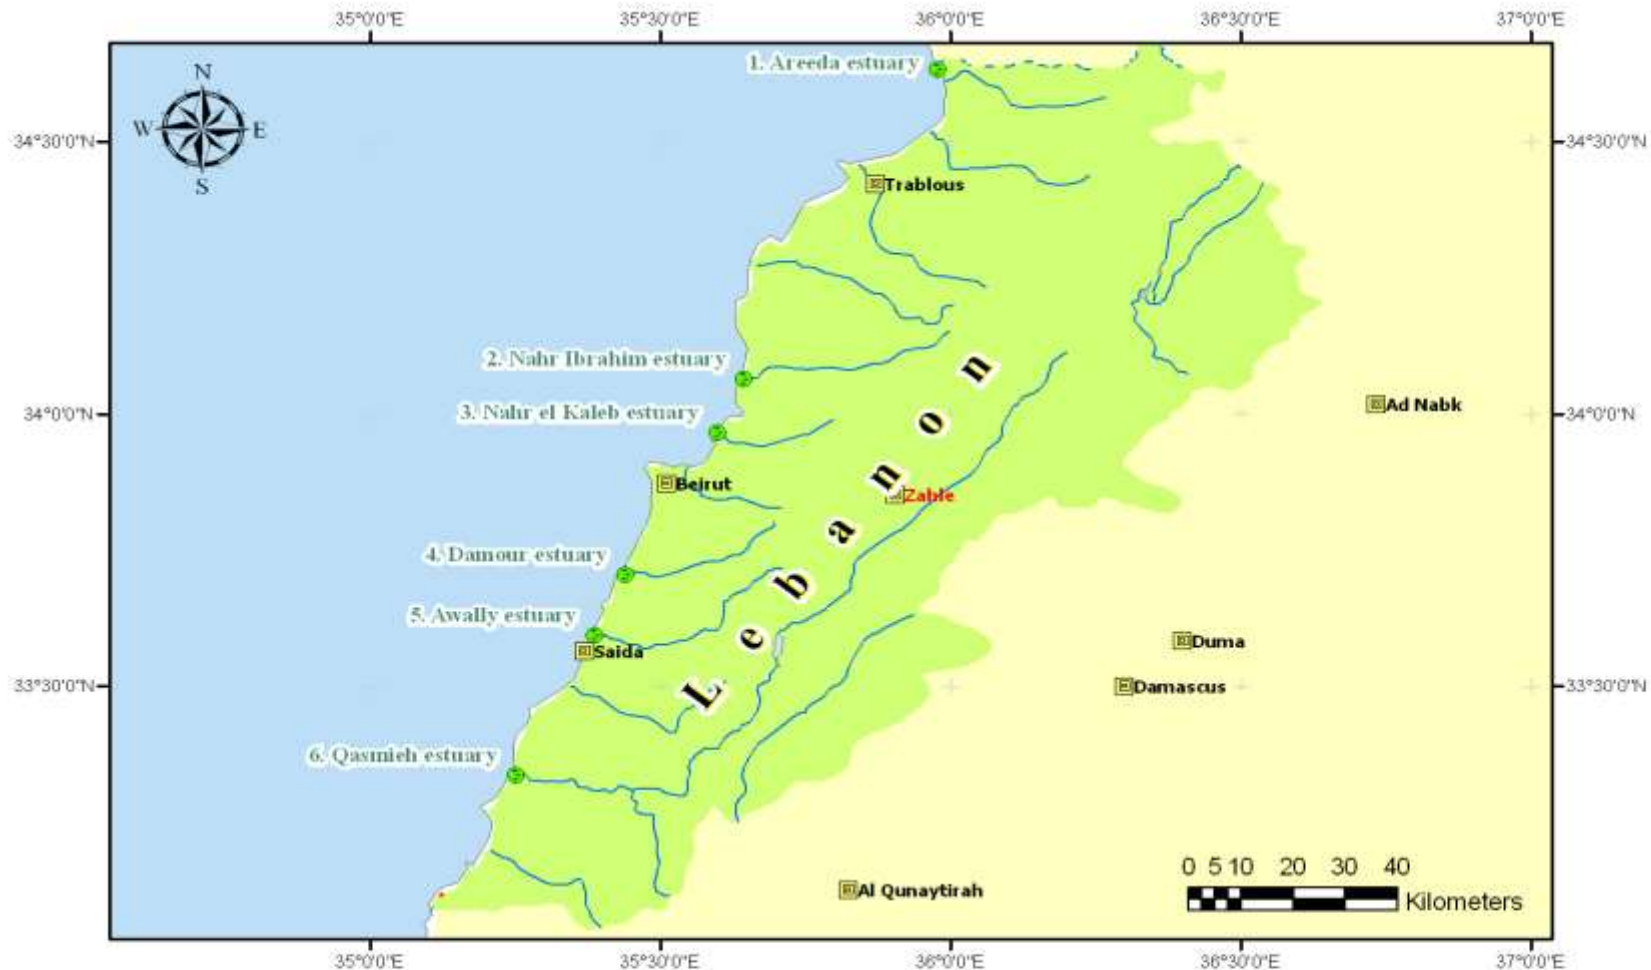 35°0'0"E 35°30'0"E 36°0'0"E 36°30'0"E 37°0'0"E
1. Areeda estuary
N
W E
S
34°30'0"N 34°30'0"N
Trablous
2. Nahr Ibrahim estuary
3. Nahr el Kaleb estuary
34°0'0"N 34°0'0"N
Ad Nabk
Beirut
Zable
Lebanon
4. Damour estuary
5. Awally estuary
Saida
Duma
33°30'0"N 33°30'0"N
Damascus
6. Qasmieh estuary
Al Qunaytirah
0 5 10 20 30 40
Kilometers
35°0'0"E 35°30'0"E 36°0'0"E 36°30'0"E 37°0'0"E